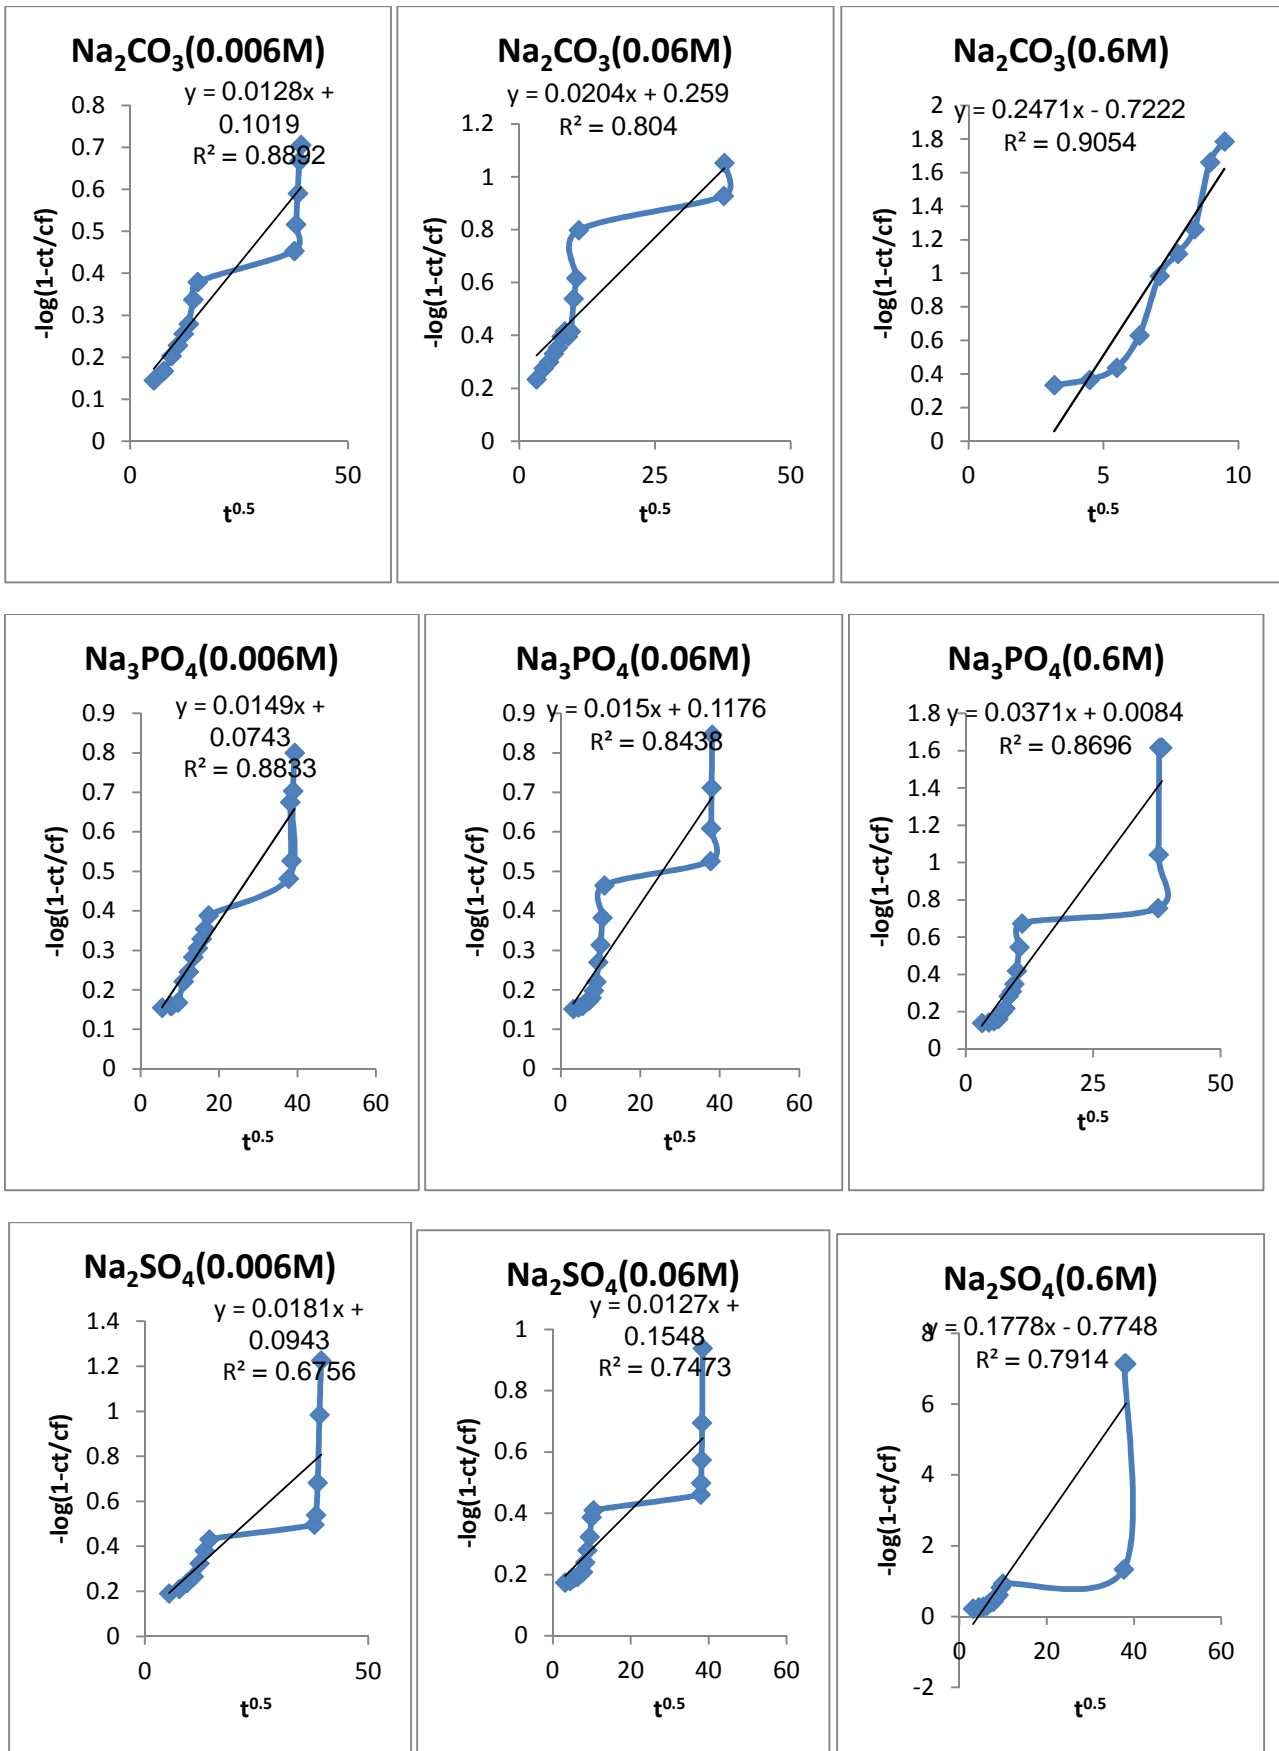 Na₂CO₃(0.006M)
y = 0.0128x +
0.1019
R² = 0.8892
0.8
0.7
0.6
0.5
0.4
0.3
0.2
0.1
0
-log(1-ct/cf)
0 50
t⁰·⁵
Na₂CO₃(0.06M)
y = 0.0204x + 0.259
R² = 0.804
1.2
1
0.8
0.6
0.4
0.2
0
-log(1-ct/cf)
0 25 50
t⁰·⁵
Na₂CO₃(0.6M)
y = 0.2471x - 0.7222
R² = 0.9054
2
1.8
1.6
1.4
1.2
1
0.8
0.6
0.4
0.2
0
-log(1-ct/cf)
0 5 10
t⁰·⁵
Na₃PO₄(0.006M)
y = 0.0149x +
0.0743
R² = 0.8833
0.9
0.8
0.7
0.6
0.5
0.4
0.3
0.2
0.1
0
-log(1-ct/cf)
0 20 40 60
t⁰·⁵
Na₃PO₄(0.06M)
y = 0.015x + 0.1176
R² = 0.8438
0.9
0.8
0.7
0.6
0.5
0.4
0.3
0.2
0.1
0
-log(1-ct/cf)
0 20 40 60
t⁰·⁵
Na₃PO₄(0.6M)
y = 0.0371x + 0.0084
R² = 0.8696
1.8
1.6
1.4
1.2
1
0.8
0.6
0.4
0.2
0
-log(1-ct/cf)
0 25 50
t⁰·⁵
Na₂SO₄(0.006M)
y = 0.0181x +
0.0943
R² = 0.6756
1.4
1.2
1
0.8
0.6
0.4
0.2
0
-log(1-ct/cf)
0 50
t⁰·⁵
Na₂SO₄(0.06M)
y = 0.0127x +
0.1548
R² = 0.7473
1
0.8
0.6
0.4
0.2
0
-log(1-ct/cf)
0 20 40 60
t⁰·⁵
Na₂SO₄(0.6M)
y = 0.1778x - 0.7748
R² = 0.7914
8
6
4
2
0
-2
-log(1-ct/cf)
0 20 40 60
t⁰·⁵